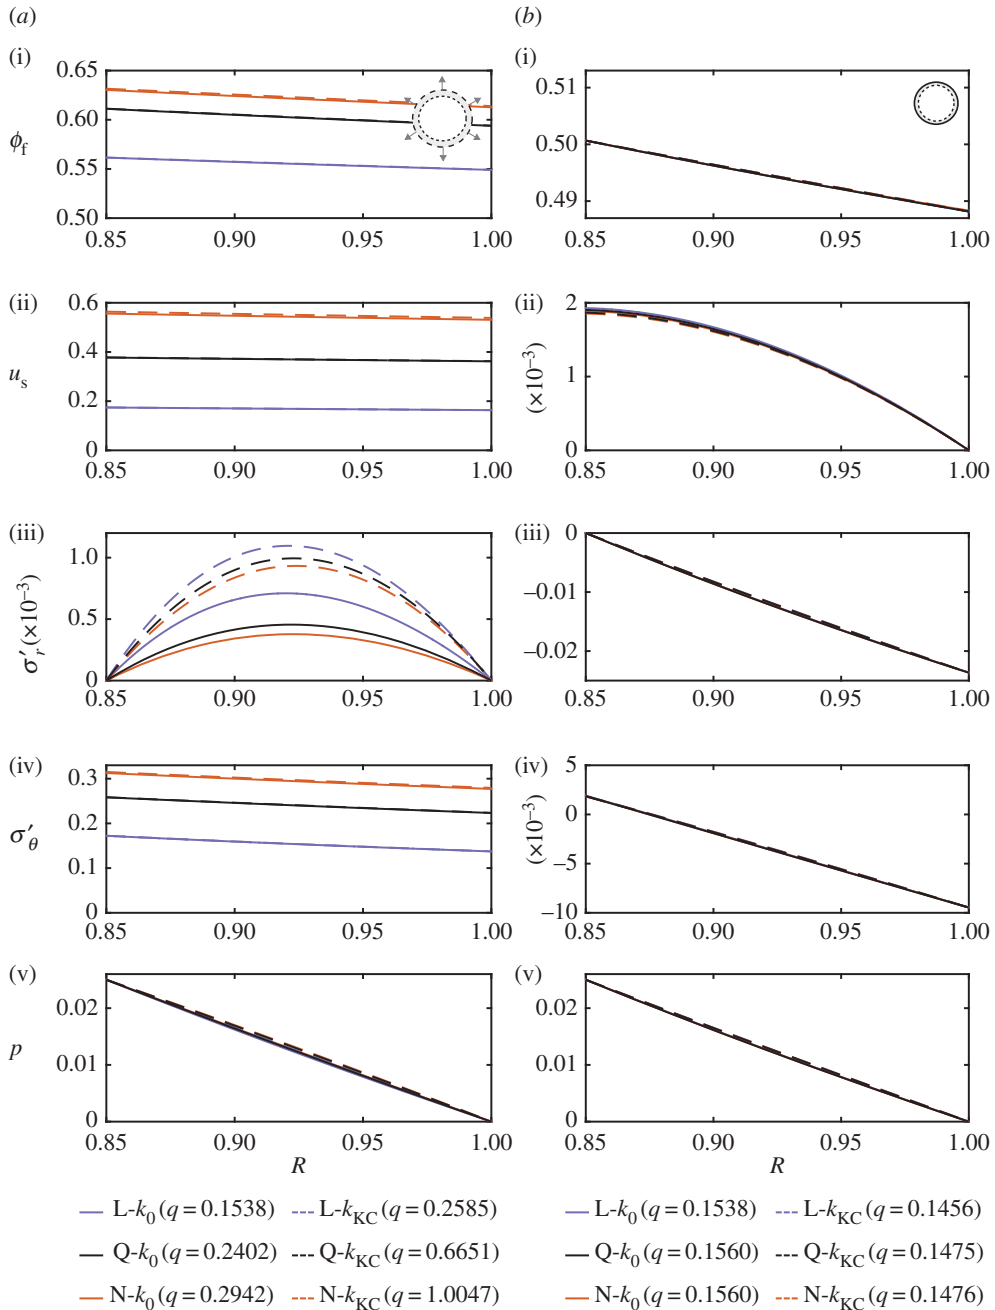 (a)
(b)
(i)
0.65
0.60
0.55
0.50
ϕf
0.85 0.90 0.95 1.00
(i)
0.51
0.50
0.49
0.85 0.90 0.95 1.00
(ii)
0.6
0.4
0.2
0
us
0.85 0.90 0.95 1.00
(ii)
2
1
0
(×10−3)
0.85 0.90 0.95 1.00
(iii)
1.0
0.5
0
σ′r (×10−3)
0.85 0.90 0.95 1.00
(iii)
0
−0.01
−0.02
0.85 0.90 0.95 1.00
(iv)
0.3
0.2
0.1
0
σ′θ
0.85 0.90 0.95 1.00
(iv)
5
0
−5
−10
(×10−3)
0.85 0.90 0.95 1.00
(v)
0.02
0.01
0
p
0.85 0.90 0.95 1.00
R
(v)
0.02
0.01
0
0.85 0.90 0.95 1.00
R
L-k0 (q = 0.1538) L-kKC (q = 0.2585)
Q-k0 (q = 0.2402) Q-kKC (q = 0.6651)
N-k0 (q = 0.2942) N-kKC (q = 1.0047)
L-k0 (q = 0.1538) L-kKC (q = 0.1456)
Q-k0 (q = 0.1560) Q-kKC (q = 0.1475)
N-k0 (q = 0.1560) N-kKC (q = 0.1476)